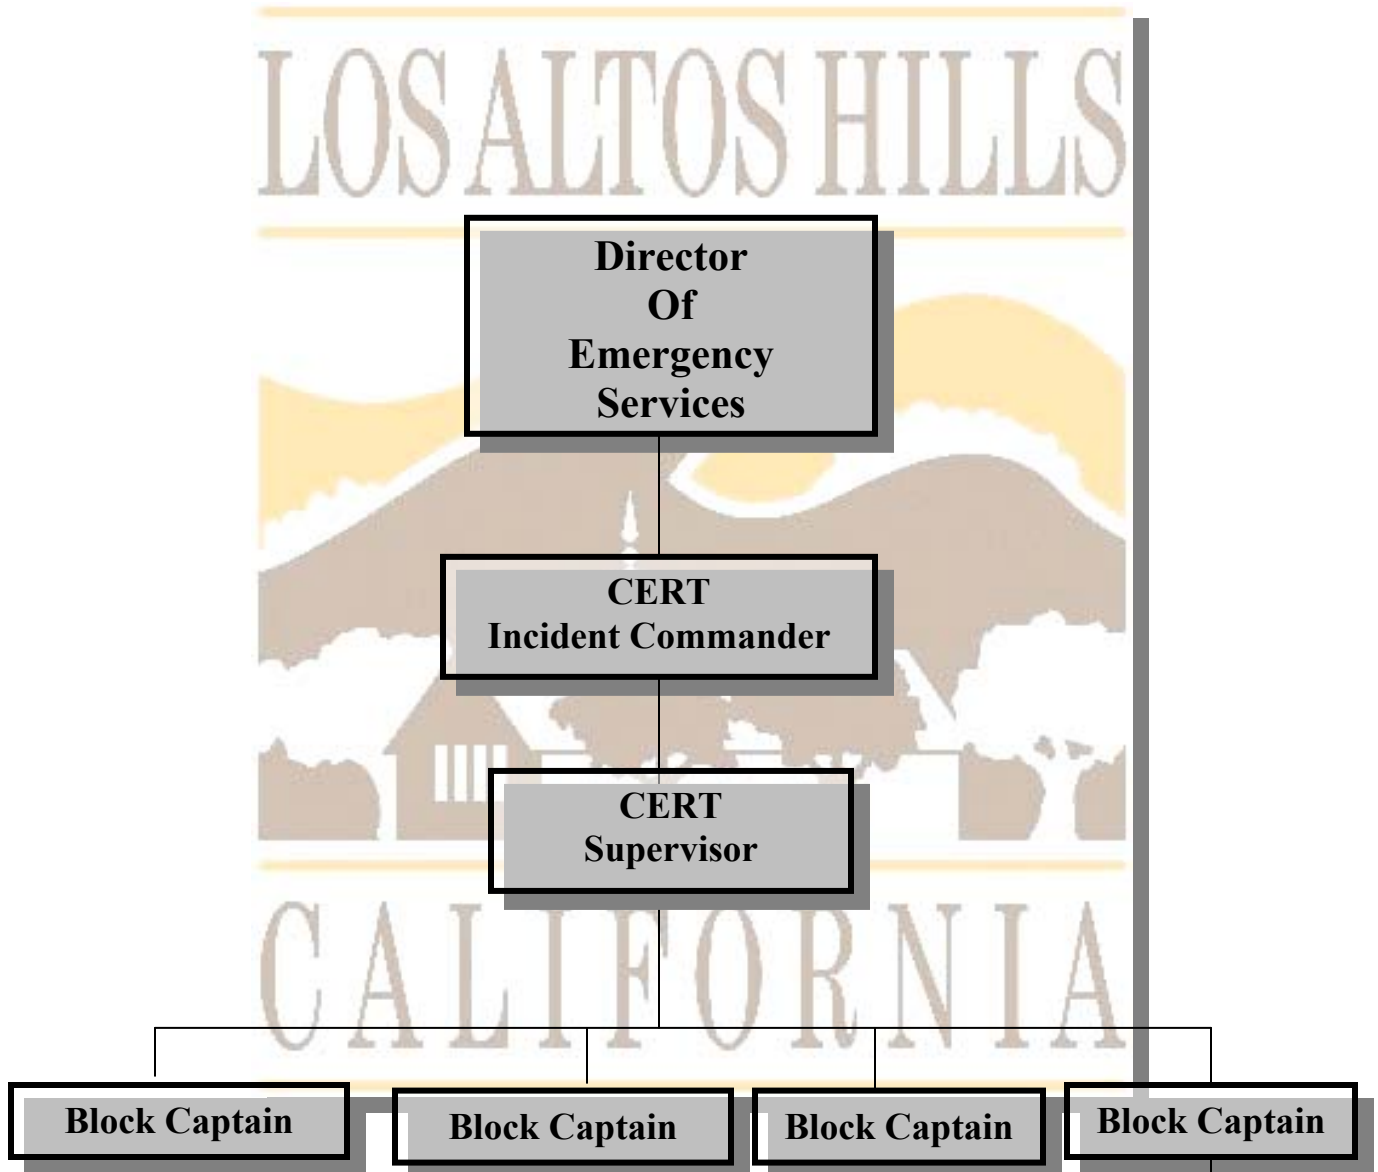 LOS ALTOS HILLS
Director
Of
Emergency
Services
CERT
Incident Commander
CERT
Supervisor
CALIFORNIA
Block Captain
Block Captain
Block Captain
Block Captain